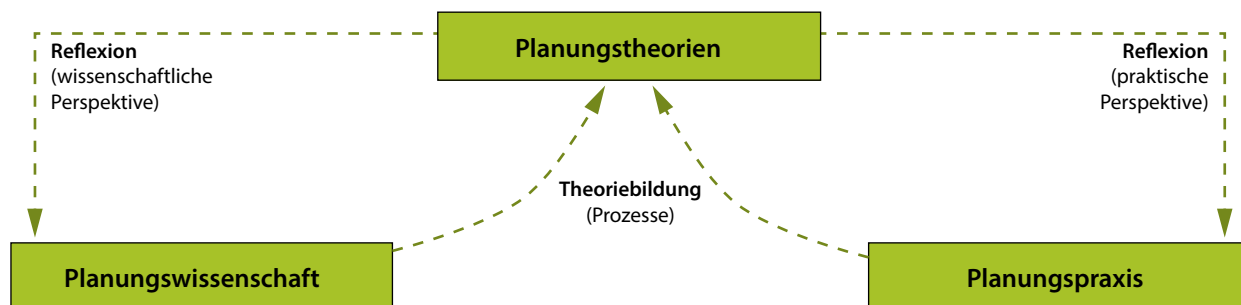 Planungstheorien
Reflexion
(wissenschaftliche
Perspektive)
Reflexion
(praktische
Perspektive)
Theoriebildung
(Prozesse)
Planungswissenschaft
Planungspraxis